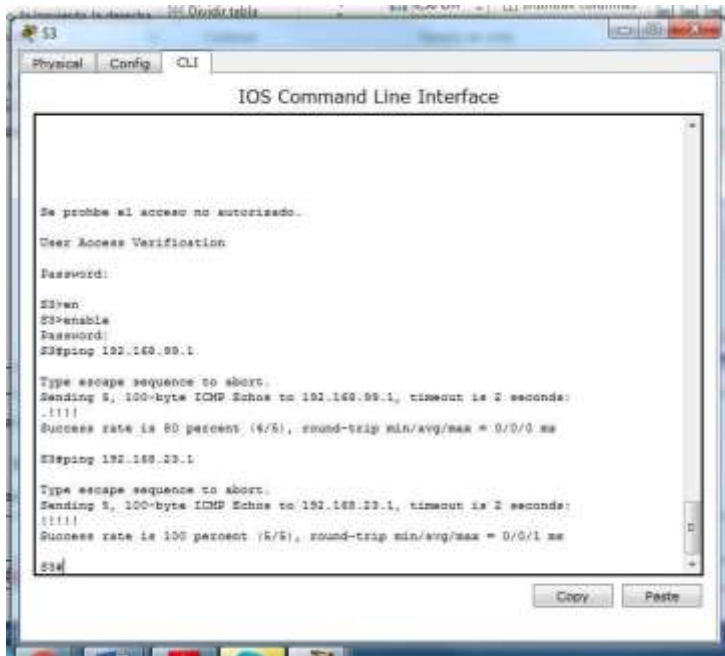 Dividir tabla
S3
Physical Config CLI
IOS Command Line Interface
Se prohbe el acceso no autorizado.
User Access Verification
Password:
S3>en
S3>enable
Password:
S3#ping 192.168.99.1
Type escape sequence to abort.
Sending 5, 100-byte ICMP Echos to 192.168.99.1, timeout is 2 seconds:
.!!!!
Success rate is 80 percent (4/5), round-trip min/avg/max = 0/0/0 ms
S3#ping 192.168.23.1
Type escape sequence to abort.
Sending 5, 100-byte ICMP Echos to 192.168.23.1, timeout is 2 seconds:
!!!!!
Success rate is 100 percent (5/5), round-trip min/avg/max = 0/0/1 ms
S3#
Copy Paste